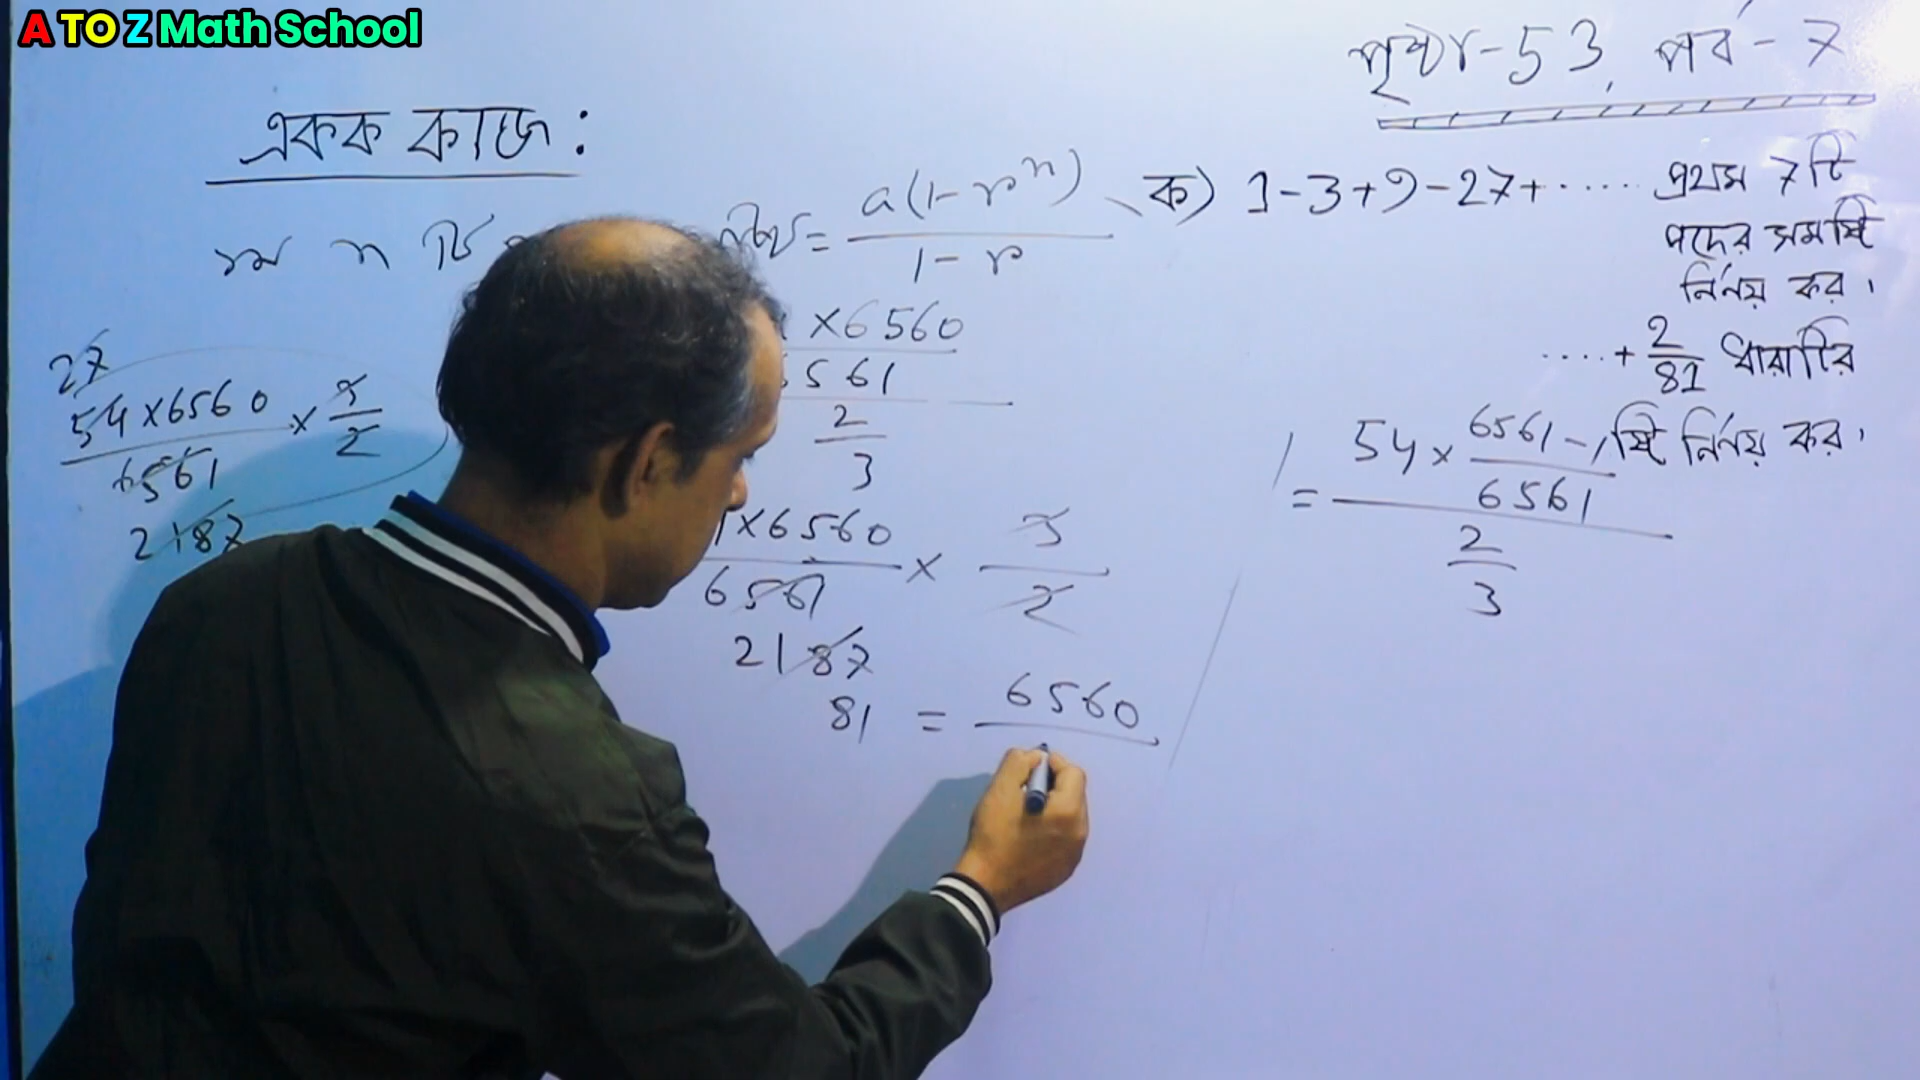 A TO Z Math School
পৃষ্ঠা-53, পর্ব-7
একক কাজ:
ক) 1-3+9-27+..... প্রথম 7টি
পদের সমষ্টি
নির্ণয় কর।
a(1-rⁿ)
= 
1-r
×6560
561
2
3
.....+ 2/81 ধারাটির
ষ্টি নির্ণয় কর।
27
54×6560 × 3/2
6561
2187
×6560 × 3/2
6561
2187
81 = 6560
= 54× 6561-1
6561
2
3